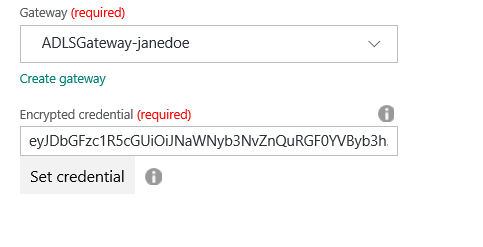 Gateway (required)
ADLSGateway-janedoe
Create gateway
Encrypted credential (required)
eyJDbGFzc1R5cGUiOiJNaWNyb3NvZnQuRGF0YVByb3h
Set credential